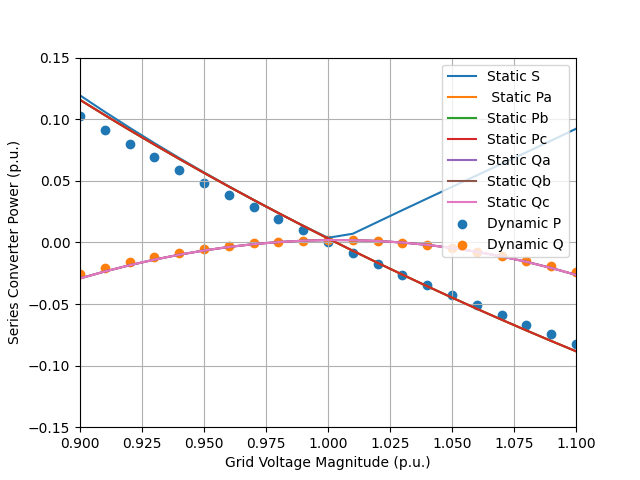 0.15
0.10
0.05
0.00
−0.05
−0.10
−0.15
Series Converter Power (p.u.)
0.900
0.925
0.950
0.975
1.000
1.025
1.050
1.075
1.100
Grid Voltage Magnitude (p.u.)
Static S
Static Pa
Static Pb
Static Pc
Static Qa
Static Qb
Static Qc
Dynamic P
Dynamic Q